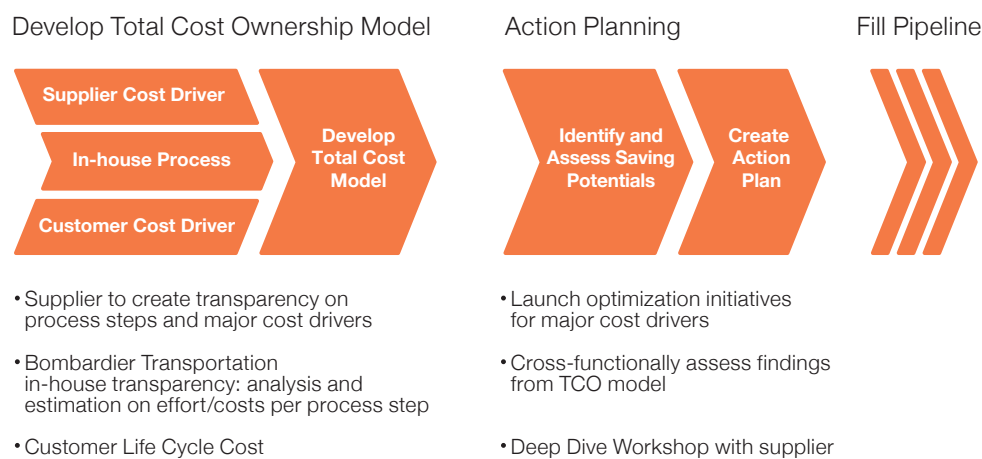 Develop Total Cost Ownership Model
Action Planning
Fill Pipeline
Supplier Cost Driver
In-house Process
Customer Cost Driver
Develop
Total Cost
Model
Identify and
Assess Saving
Potentials
Create
Action
Plan
• Supplier to create transparency on
process steps and major cost drivers
• Bombardier Transportation
in-house transparency: analysis and
estimation on effort/costs per process step
• Customer Life Cycle Cost
• Launch optimization initiatives
for major cost drivers
• Cross-functionally assess findings
from TCO model
• Deep Dive Workshop with supplier